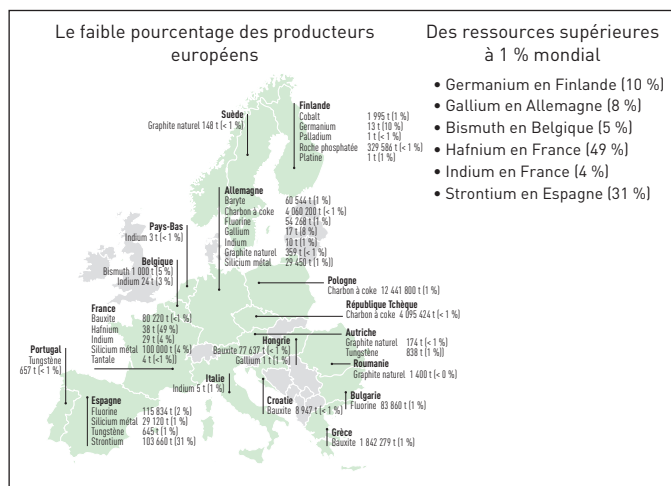 Le faible pourcentage des producteurs
européens
Des ressources supérieures
à 1 % mondial
• Germanium en Finlande (10 %)
• Gallium en Allemagne (8 %)
• Bismuth en Belgique (5 %)
• Hafnium en France (49 %)
• Indium en France (4 %)
• Strontium en Espagne (31 %)
Finlande
Cobalt 1 995 t (1 %)
Germanium 13 t (10 %)
Palladium 1 t (<1 %)
Roche phosphatée 329 586 t (<1 %)
Platine 1 t (1 %)
Suède
Graphite naturel 148 t (<1 %)
Allemagne
Baryte 60 544 t (1 %)
Charbon à coke 4 060 200 t (<1 %)
Fluorine 54 268 t (1 %)
Gallium 17 t (8 %)
Indium 10 t (1 %)
Graphite naturel 359 t (<1 %)
Silicium métal 29 450 t (1 %))
Pays-Bas
Indium 3 t (<1 %)
Belgique
Bismuth 1 000 t (5 %)
Indium 24 t (3 %)
Pologne
Charbon à coke 12 441 800 t (1 %)
République Tchèque
Charbon à coke 4 095 424 t (<1 %)
France
Bauxite 80 220 t (<1 %)
Hafnium 38 t (49 %)
Indium 29 t (4 %)
Silicium métal 100 000 t (4 %)
Tantale 4 t (<1 %))
Autriche
Graphite naturel 174 t (<1 %)
Tungstène 838 t (1 %))
Hongrie
Bauxite 77 637 t (<1 %)
Gallium 1 t (1 %)
Roumanie
Graphite naturel 1 400 t (<0 %)
Portugal
Tungstène
657 t (<1 %)
Italie
Indium 5 t (1 %)
Croatie
Bauxite 8 947 t (<1 %)
Bulgarie
Fluorine 83 860 t (1 %)
Espagne
Fluorine 115 834 t (2 %)
Silicium métal 29 120 t (1 %)
Tungstène 645 t (1 %)
Strontium 103 660 t (31 %)
Grèce
Bauxite 1 842 279 t (1 %)